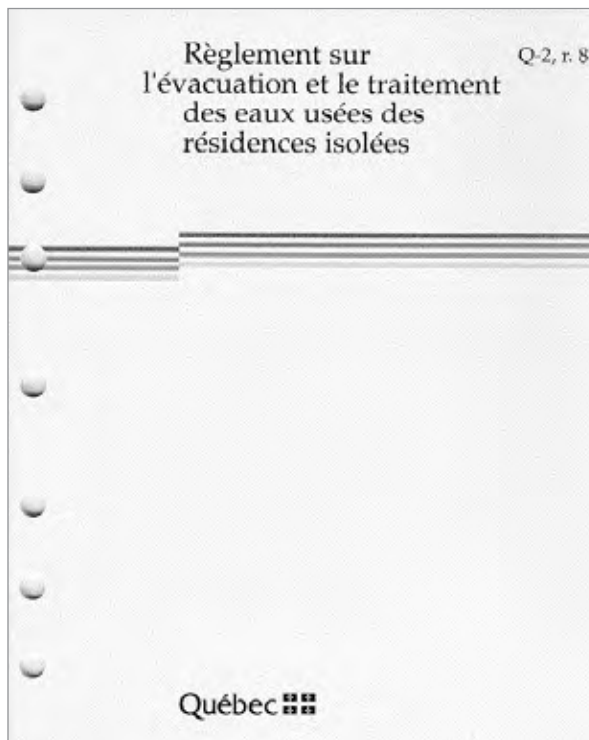 Règlement sur
l'évacuation et le traitement
des eaux usées des
résidences isolées
Q-2, r. 8
Québec